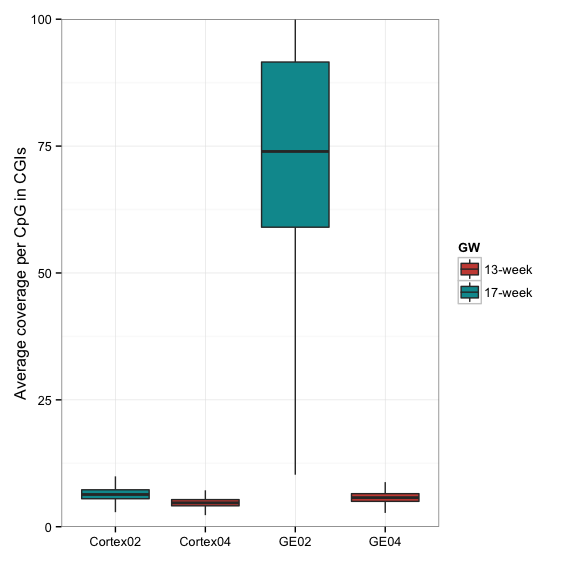 100
75
50
25
0
Average coverage per CpG in CGIs
Cortex02 Cortex04 GE02 GE04
GW
13-week
17-week